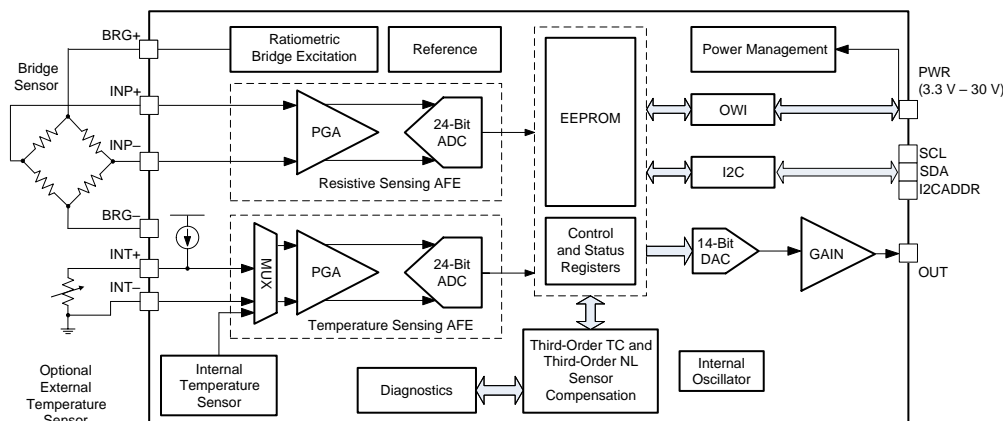 BRG+
Bridge
Sensor
INP+
INP–
BRG–
INT+
INT–
Optional
External
Temperature
Sensor
Ratiometric
Bridge Excitation
Reference
PGA
24-Bit
ADC
Resistive Sensing AFE
MUX
PGA
24-Bit
ADC
Temperature Sensing AFE
Internal
Temperature
Sensor
EEPROM
Control
and Status
Registers
Diagnostics
Third-Order TC and
Third-Order NL
Sensor
Compensation
Internal
Oscillator
Power Management
OWI
I2C
14-Bit
DAC
GAIN
PWR
(3.3 V – 30 V)
SCL
SDA
I2CADDR
OUT